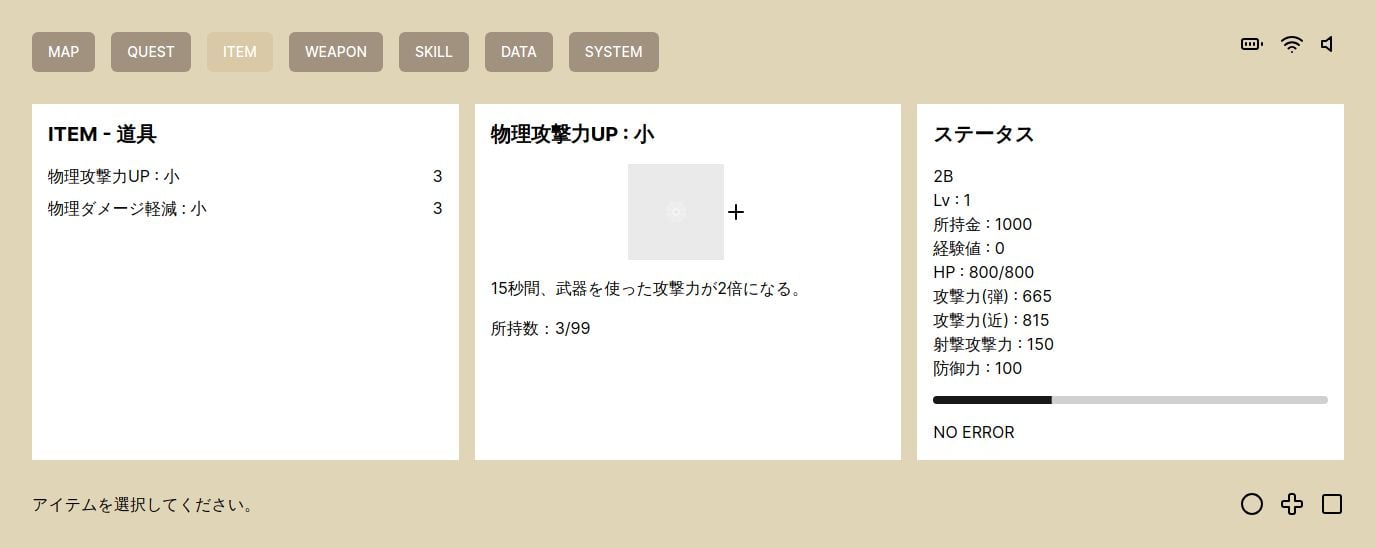 MAP
QUEST
ITEM
WEAPON
SKILL
DATA
SYSTEM
ITEM - 道具
物理攻撃力UP : 小 3
物理ダメージ軽減 : 小 3
物理攻撃力UP : 小
15秒間、武器を使った攻撃力が2倍になる。
所持数：3/99
ステータス
2B
Lv : 1
所持金 : 1000
経験値 : 0
HP : 800/800
攻撃力(弾) : 665
攻撃力(近) : 815
射撃攻撃力 : 150
防御力 : 100
NO ERROR
アイテムを選択してください。